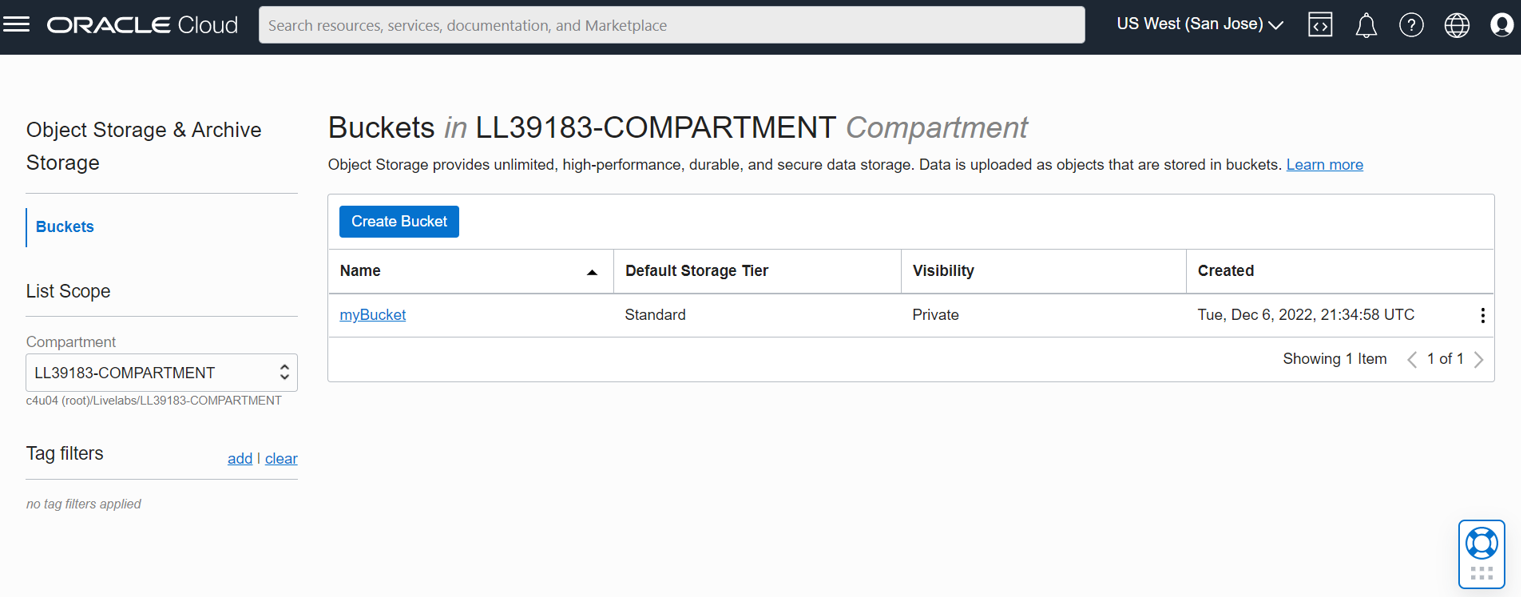 ORACLE Cloud
Search resources, services, documentation, and Marketplace
US West (San Jose)
Object Storage & Archive
Storage
Buckets
List Scope
Compartment
LL39183-COMPARTMENT
c4u04 (root)/Livelabs/LL39183-COMPARTMENT
Tag filters
add | clear
no tag filters applied
Buckets in LL39183-COMPARTMENT Compartment
Object Storage provides unlimited, high-performance, durable, and secure data storage. Data is uploaded as objects that are stored in buckets. Learn more
Create Bucket
Name Default Storage Tier Visibility Created
myBucket Standard Private Tue, Dec 6, 2022, 21:34:58 UTC
Showing 1 Item 1 of 1